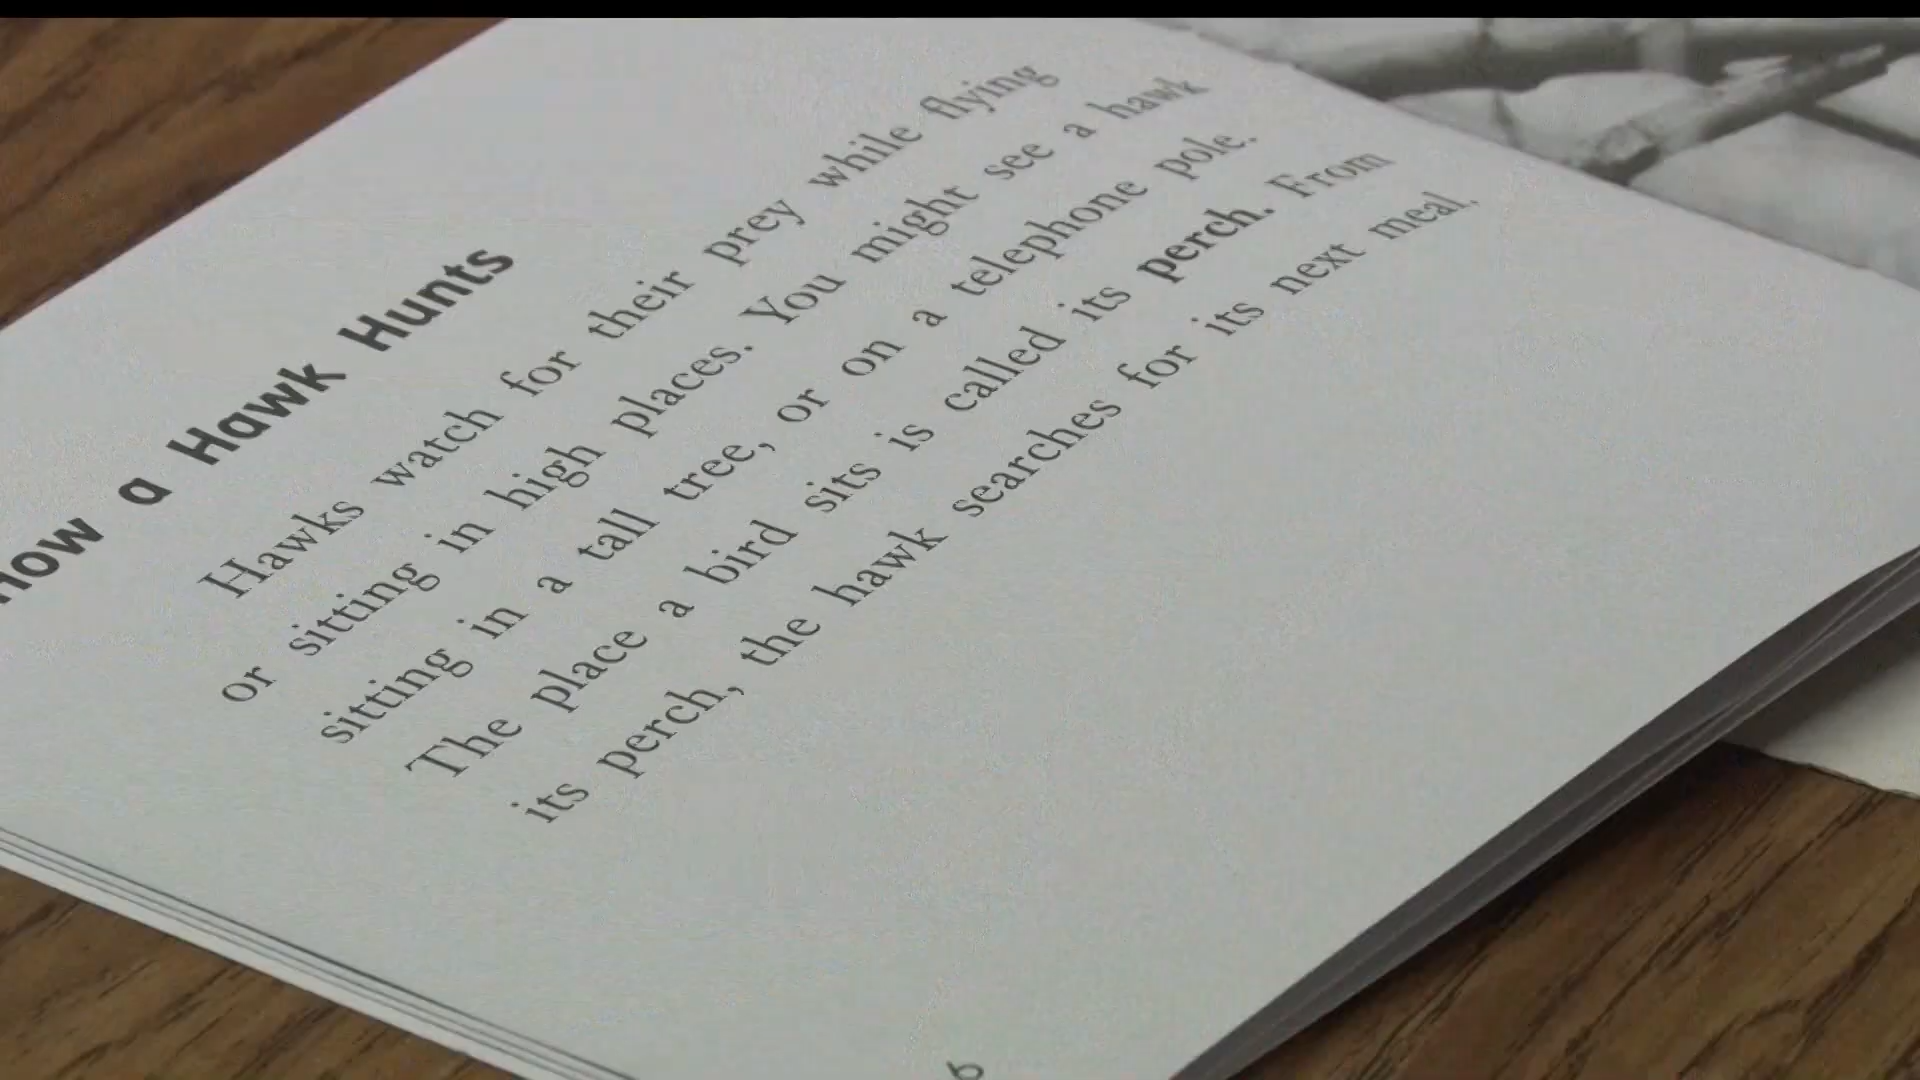 How a Hawk Hunts
Hawks watch for their prey while flying
or sitting in high places. You might see a hawk
sitting in a tall tree, or on a telephone pole.
The place a bird sits is called its perch. From
its perch, the hawk searches for its next meal.
6